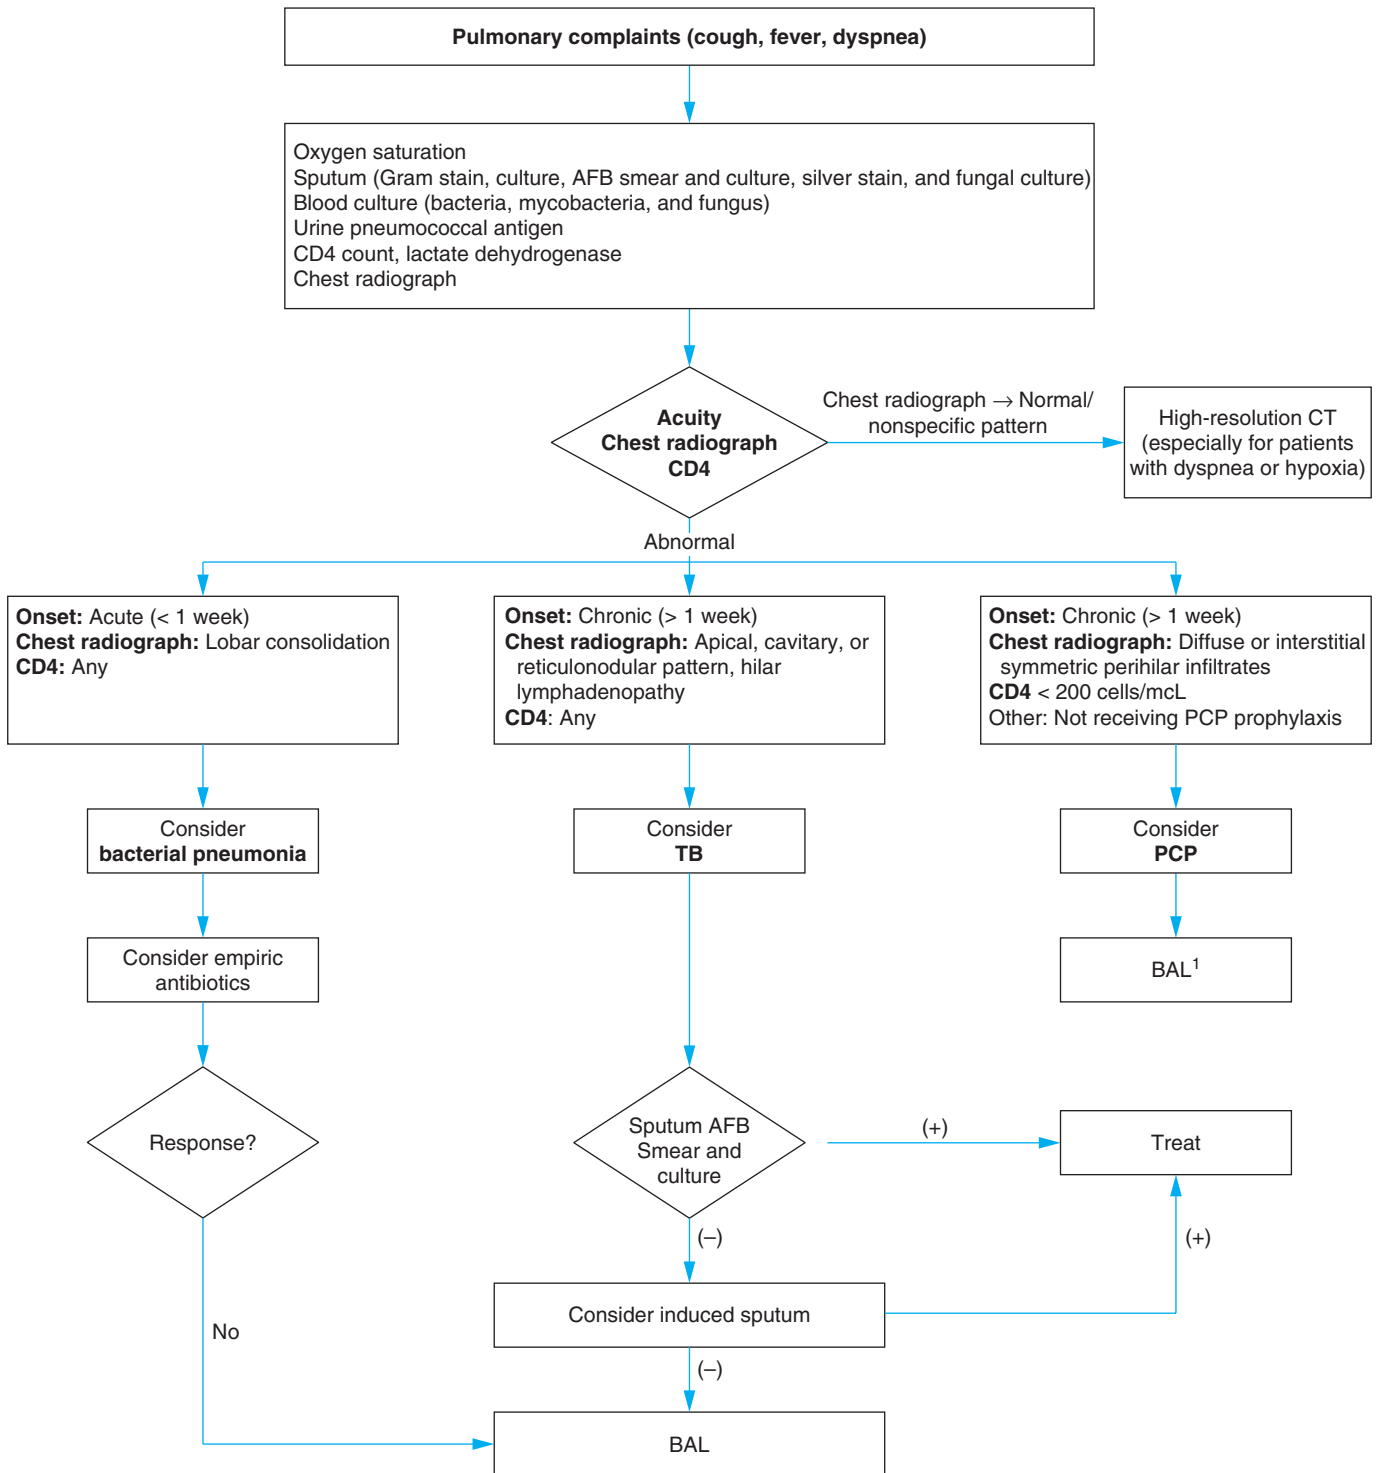 Pulmonary complaints (cough, fever, dyspnea)
Oxygen saturation
Sputum (Gram stain, culture, AFB smear and culture, silver stain, and fungal culture)
Blood culture (bacteria, mycobacteria, and fungus)
Urine pneumococcal antigen
CD4 count, lactate dehydrogenase
Chest radiograph
Acuity
Chest radiograph
CD4
Chest radiograph → Normal/
nonspecific pattern
High-resolution CT
(especially for patients
with dyspnea or hypoxia)
Abnormal
Onset: Acute (< 1 week)
Chest radiograph: Lobar consolidation
CD4: Any
Onset: Chronic (> 1 week)
Chest radiograph: Apical, cavitary, or
reticulonodular pattern, hilar
lymphadenopathy
CD4: Any
Onset: Chronic (> 1 week)
Chest radiograph: Diffuse or interstitial
symmetric perihilar infiltrates
CD4 < 200 cells/mcL
Other: Not receiving PCP prophylaxis
Consider
bacterial pneumonia
Consider
TB
Consider
PCP
Consider empiric
antibiotics
BAL¹
Response?
Sputum AFB
Smear and
culture
(+)
Treat
(–)
(+)
Consider induced sputum
No
(–)
BAL